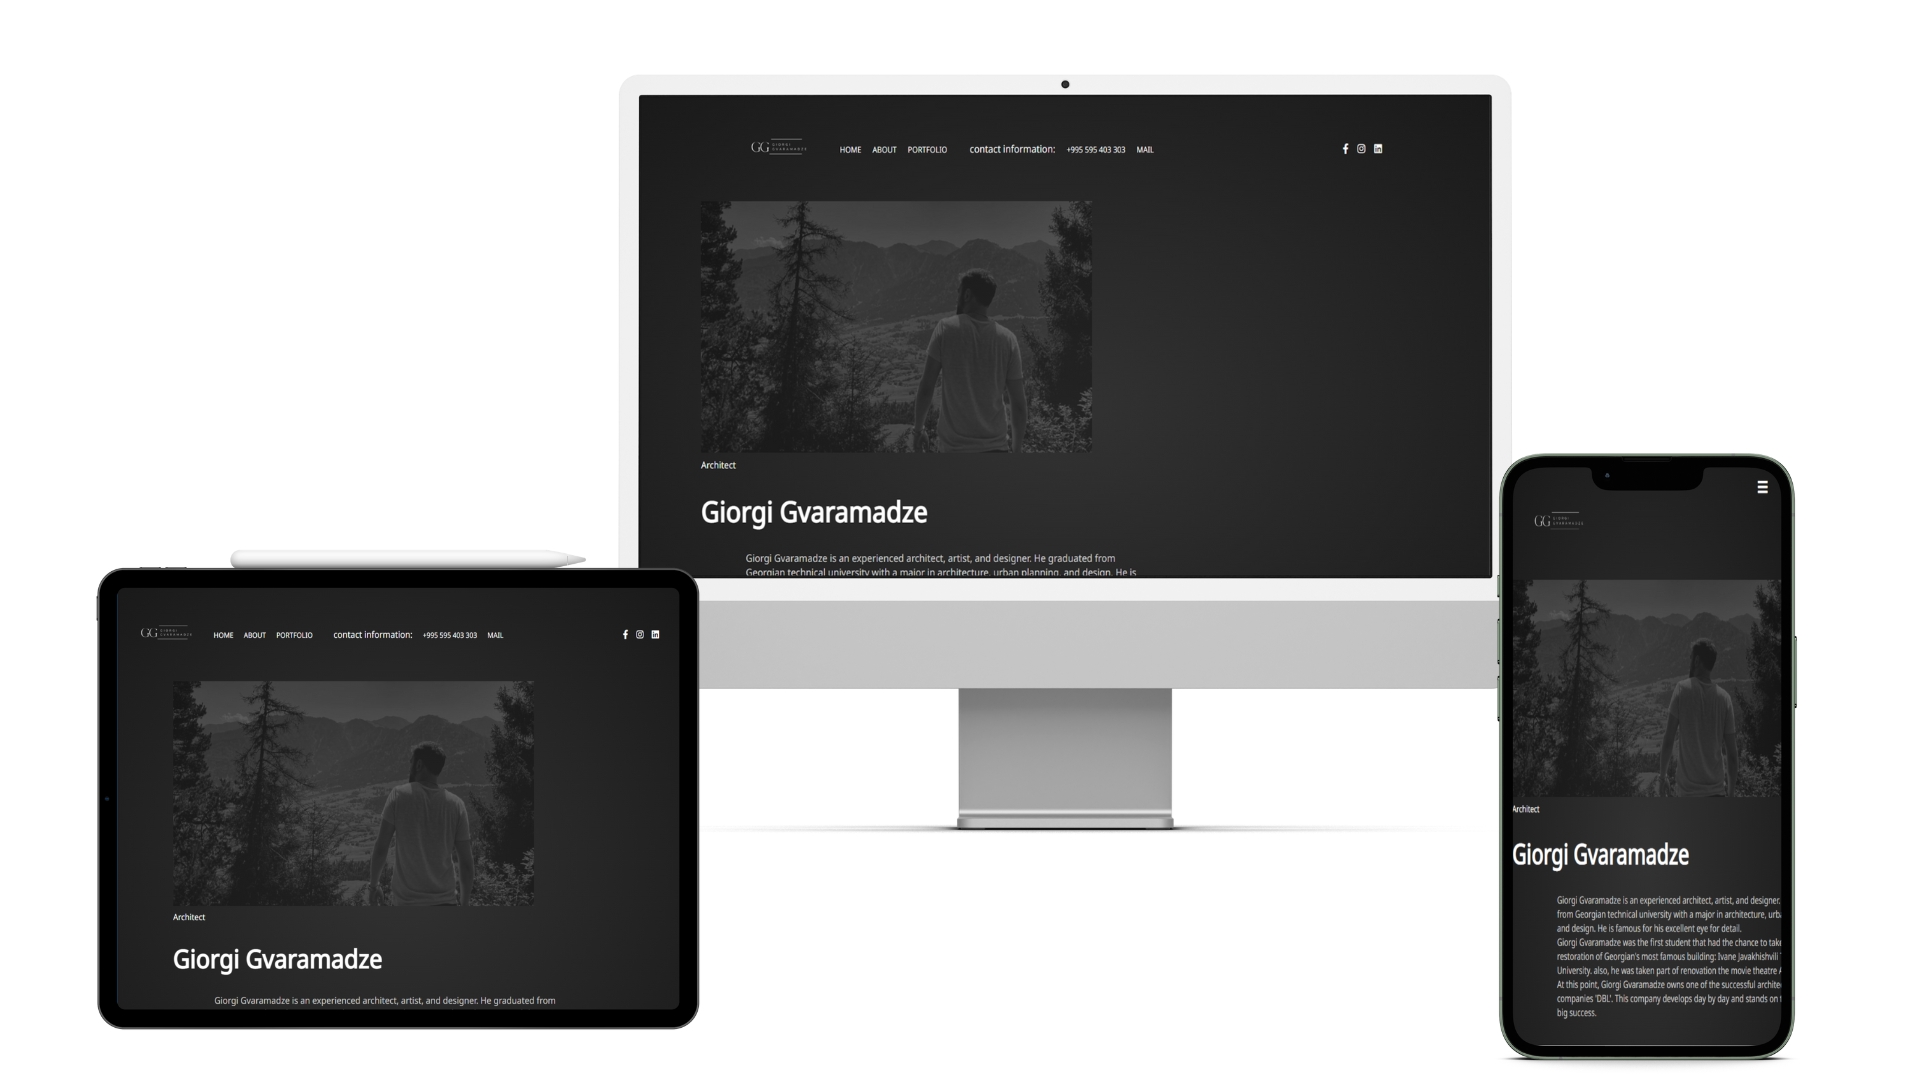 GG GIORGI
GVARAMADZE
HOME ABOUT PORTFOLIO contact information: +995 595 403 303 MAIL
Architect
Giorgi Gvaramadze
Giorgi Gvaramadze is an experienced architect, artist, and designer. He graduated from
Georgian technical university with a major in architecture, urban planning, and design. He is
GG GIORGI
GVARAMADZE
HOME ABOUT PORTFOLIO contact information: +995 595 403 303 MAIL
Architect
Giorgi Gvaramadze
Giorgi Gvaramadze is an experienced architect, artist, and designer. He graduated from
GG GIORGI
GVARAMADZE
Architect
Giorgi Gvaramadze
Giorgi Gvaramadze is an experienced architect, artist, and designer.
from Georgian technical university with a major in architecture, urb
and design. He is famous for his excellent eye for detail.
Giorgi Gvaramadze was the first student that had the chance to take
restoration of Georgian's most famous building: Ivane Javakhishvili
University. also, he was taken part of renovation the movie theatre A
At this point, Giorgi Gvaramadze owns one of the successful archite
companies 'DBL'. This company develops day by day and stands on
big success.